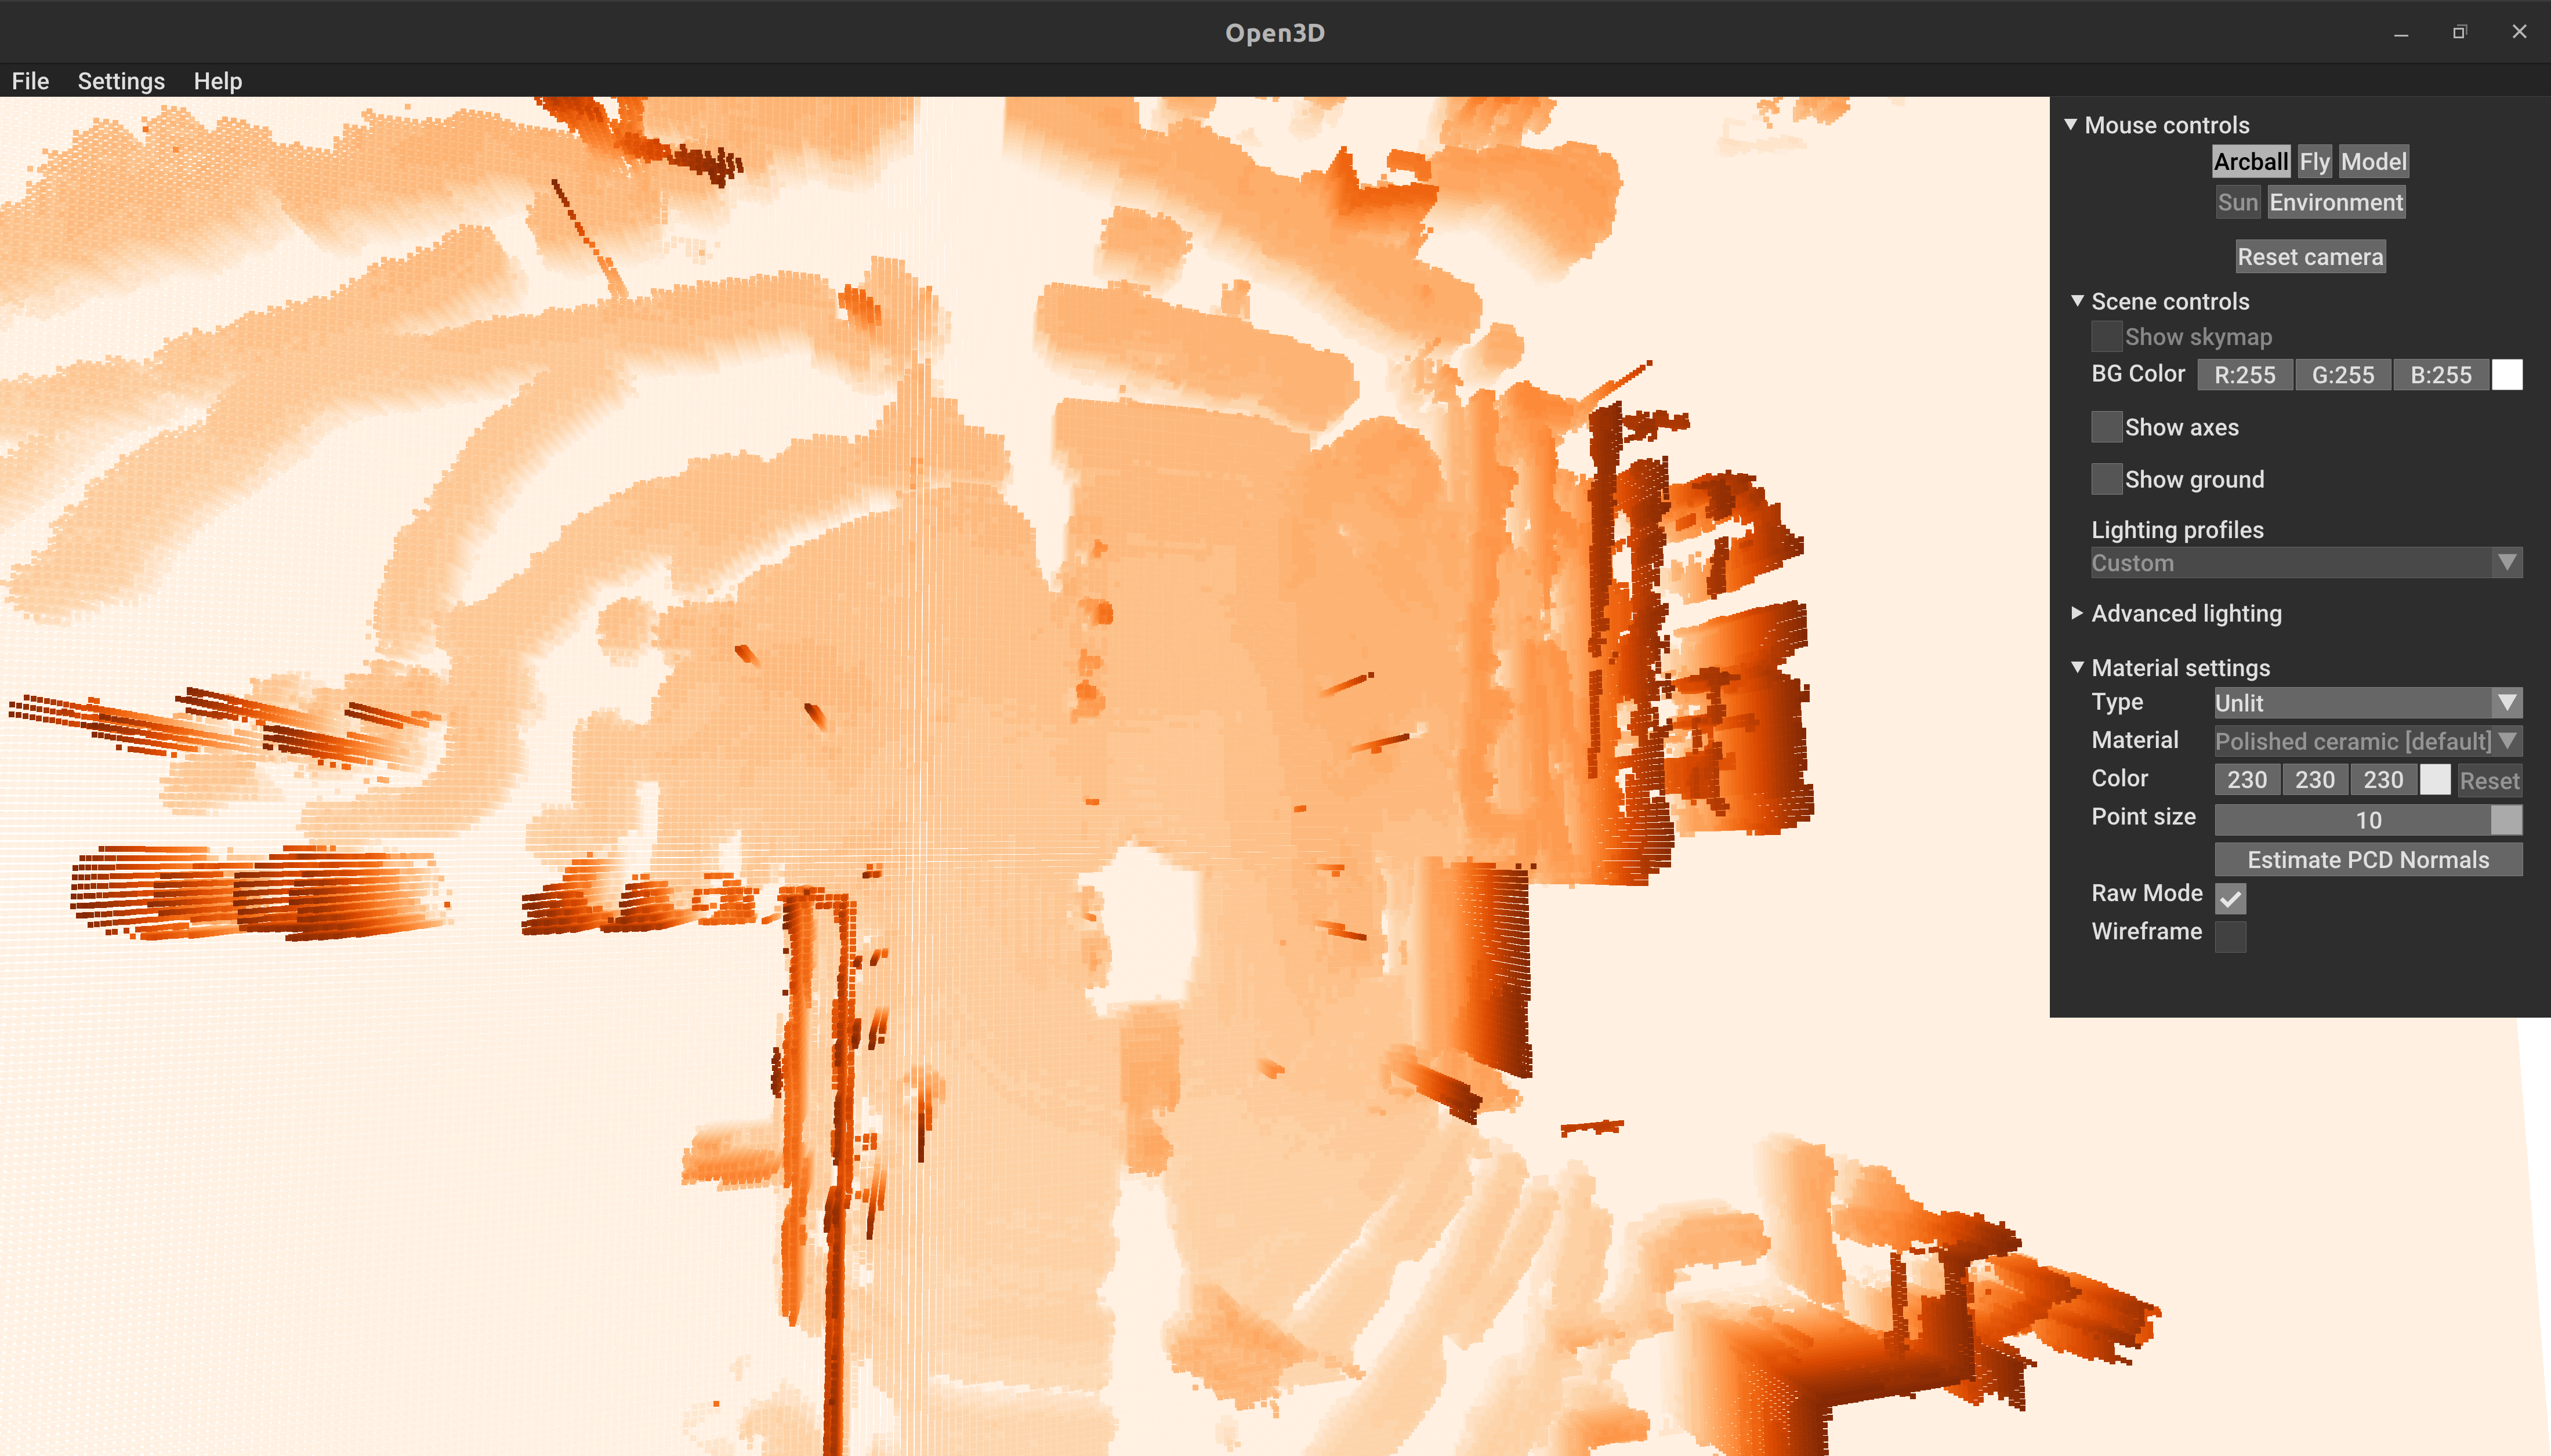 Open3D
File Settings Help
Mouse controls
Arcball Fly Model
Sun Environment
Reset camera
Scene controls
Show skymap
BG Color R:255 G:255 B:255
Show axes
Show ground
Lighting profiles
Custom
Advanced lighting
Material settings
Type Unlit
Material Polished ceramic [default]
Color 230 230 230 Reset
Point size 10
Estimate PCD Normals
Raw Mode
Wireframe